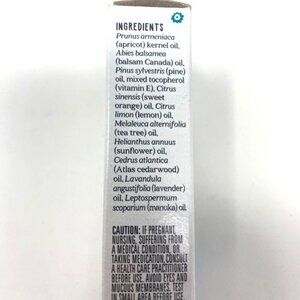 INGREDIENTS
Prunus armeniaca
(apricot) kernel oil,
Abies balsamea
(balsam Canada) oil,
Pinus sylvestris (pine)
oil, mixed tocopherol
(vitamin E), Citrus
sinensis (sweet
orange) oil, Citrus
limon (lemon) oil,
Melaleuca alternifolia
(tea tree) oil,
Helianthus annuus
(sunflower) oil,
Cedrus atlantica
(Atlas cedarwood)
oil, Lavandula
angustifolia (lavender)
oil, Leptospermum
scoparium (manuka) oil.
CAUTION: IF PREGNANT,
NURSING, SUFFERING FROM
A MEDICAL CONDITION, OR
TAKING MEDICATION, CONSULT
A HEALTH CARE PRACTITIONER
BEFORE USE. AVOID EYES AND
MUCOUS MEMBRANES. TEST
IN SMALL AREA BEFORE USE